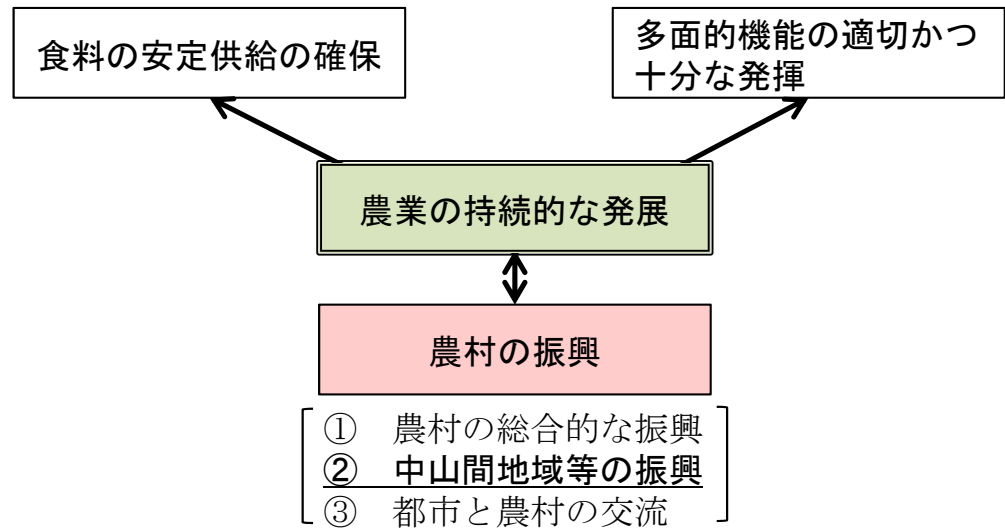 食料の安定供給の確保
多面的機能の適切かつ
十分な発揮
農業の持続的な発展
農村の振興
① 農村の総合的な振興
② 中山間地域等の振興
③ 都市と農村の交流